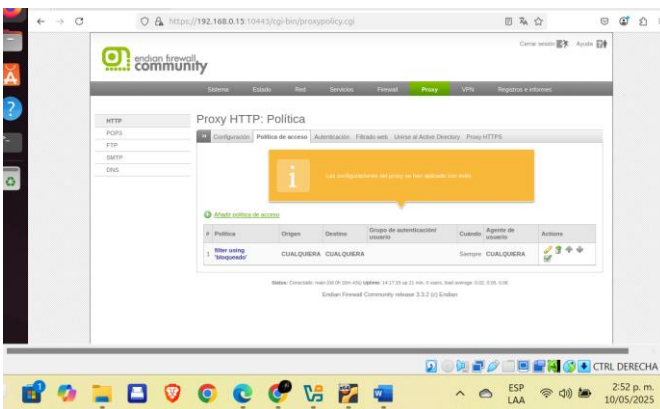 https://192.168.0.15:10443/cgi-bin/proxypolicy.cgi
Cerrar sesión Ayuda
endian firewall
community
Sistema Estado Red Servicios Firewall Proxy VPN Registros e informes
HTTP
POP3
FTP
SMTP
DNS
Proxy HTTP: Política
Configuración Política de acceso Autenticación Filtrado web Unirse al Active Directory Proxy HTTPS
Las configuraciones del proxy se han aplicado con éxito
Añadir política de acceso
# Política Origen Destino Grupo de autenticación/ usuario Cuándo Agente de usuario Actions
1 filter using 'bloqueado' CUALQUIERA CUALQUIERA Siempre CUALQUIERA
Endian Firewall Community release 3.3.2 (c) Endian
CTRL DERECHA
ESP
LAA
2:52 p. m.
10/05/2025